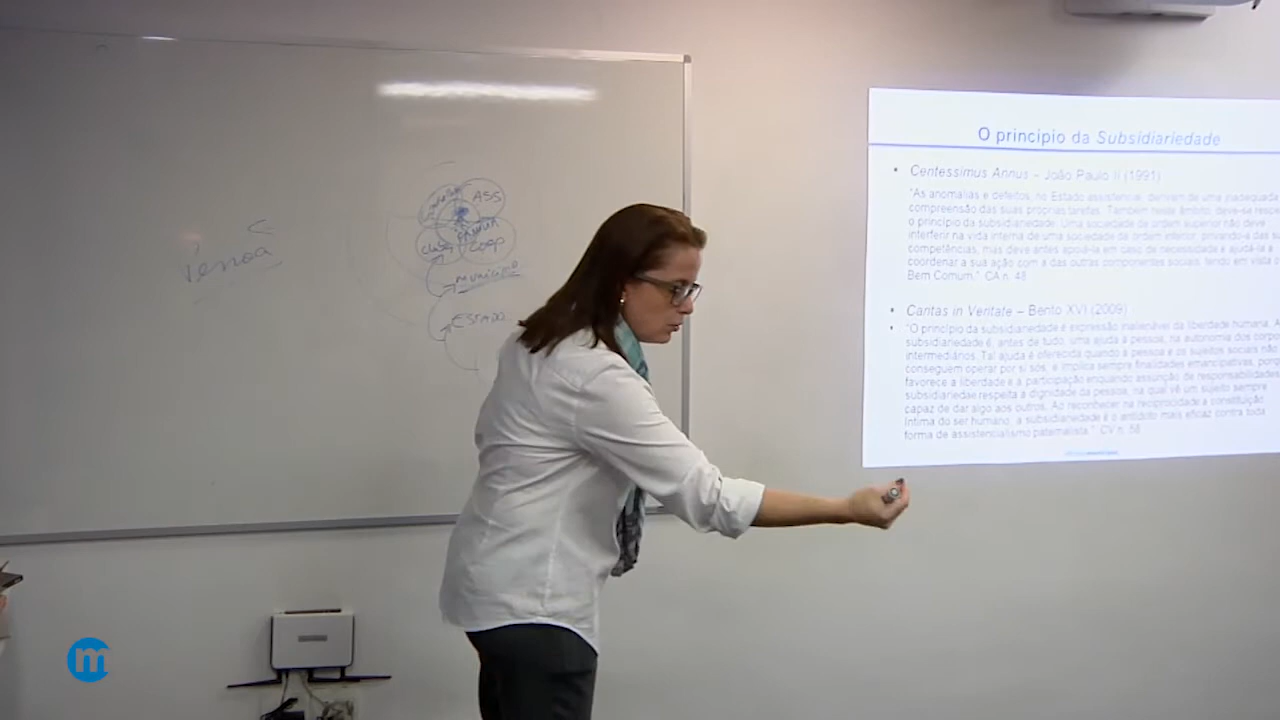 Pessoa
ASS
FAMÍLIA
clube
COOP
MUNICÍPIO
ESTADO
O princípio da Subsidiariedade
• Centessimus Annus – João Paulo II (1991)
"As anomalias e defeitos, no Estado assistencial, derivam de uma inadequada
compreensão das suas próprias tarefas. Também neste âmbito, deve-se respe
o princípio da subsidiariedade: Uma sociedade de ordem superior não deve
interferir na vida interna de uma sociedade de ordem inferior, privando-a das s
competências, mas deve antes apoiá-la em caso de necessidade e ajudá-la a
coordenar a sua ação com a das outras componentes sociais, tendo em vista o
Bem Comum." CA n. 48
• Caritas in Veritate – Bento XVI (2009)
• "O princípio da subsidiariedade é expressão inalienável da liberdade humana, a
subsidiariedade é, antes de tudo, uma ajuda à pessoa, na autonomia dos corpo
intermediários. Tal ajuda é oferecida quando a pessoa e os sujeitos sociais não
conseguem operar por si sós, e implica sempre finalidades emancipativas, porq
favorece a liberdade e a participação enquanto assunção de responsabilidades
subsidiariedae respeita a dignidade da pessoa, na qual vê um sujeito sempre
capaz de dar algo aos outros. Ao reconhecer na reciprocidade a constituição
íntima do ser humano, a subsidiariedade é o antídoto mais eficaz contra toda
forma de assistencialismo paternalista." CV n. 58
m